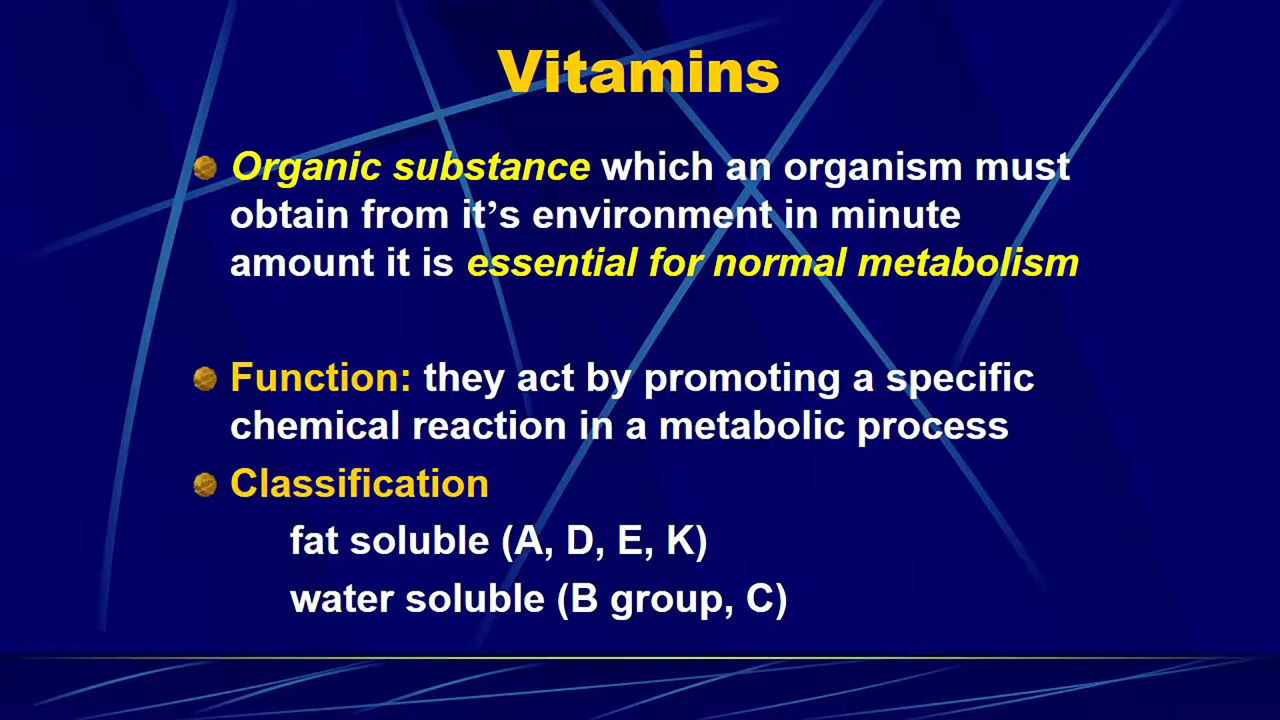 Vitamins
Organic substance which an organism must
obtain from it’s environment in minute
amount it is essential for normal metabolism
Function: they act by promoting a specific
chemical reaction in a metabolic process
Classification
fat soluble (A, D, E, K)
water soluble (B group, C)